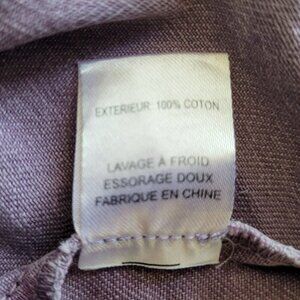 EXTERIEUR 100% COTON
LAVAGE À FROID
ESSORAGE DOUX
FABRIQUE EN CHINE